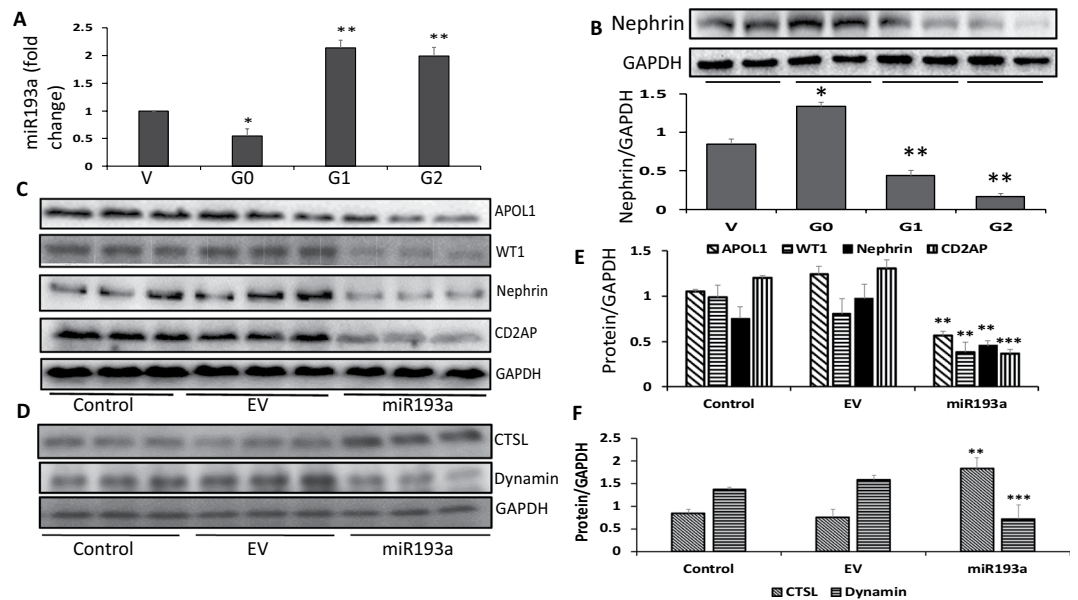 A
miR193a (fold change)
2.5
2
1.5
1
0.5
0
* ** **
V G0 G1 G2
B
Nephrin
GAPDH
Nephrin/GAPDH
1.5
1
0.5
0
* ** **
V G0 G1 G2
C
APOL1
WT1
Nephrin
CD2AP
GAPDH
Control EV miR193a
D
CTSL
Dynamin
GAPDH
Control EV miR193a
E
APOL1 WT1 Nephrin CD2AP
Protein/GAPDH
1.5
1
0.5
0
** ** ** ***
Control EV miR193a
F
Protein/GAPDH
2.5
2
1.5
1
0.5
0
** ***
Control EV miR193a
CTSL Dynamin